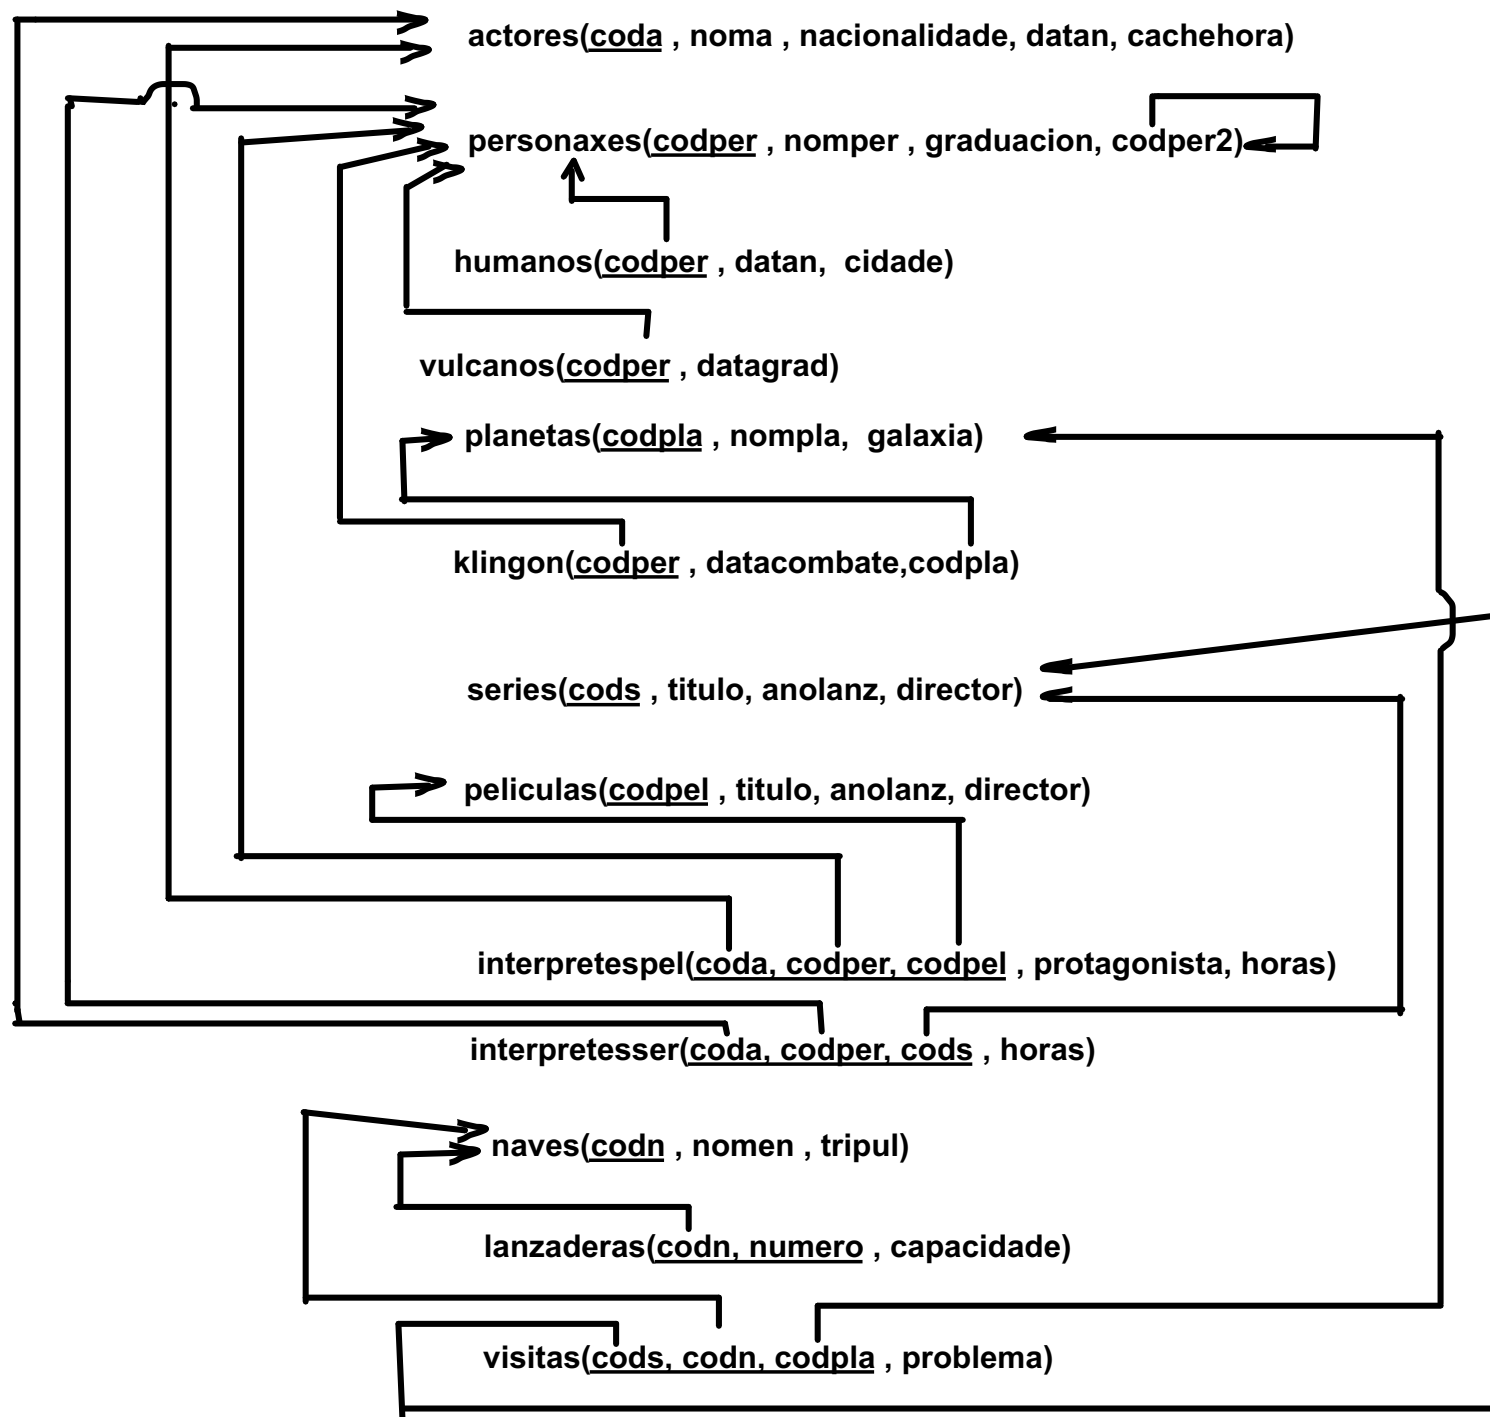 actores(coda , noma , nacionalidade, datan, cachehora)
personaxes(codper , nomper , graduacion, codper2)
humanos(codper , datan, cidade)
vulcanos(codper , datagrad)
planetas(codpla , nompla, galaxia)
klingon(codper , datacombate,codpla)
series(cods , titulo, anolanz, director)
peliculas(codpel , titulo, anolanz, director)
interpretespel(coda, codper, codpel , protagonista, horas)
interpretesser(coda, codper, cods , horas)
naves(codn , nomen , tripul)
lanzaderas(codn, numero , capacidade)
visitas(cods, codn, codpla , problema)